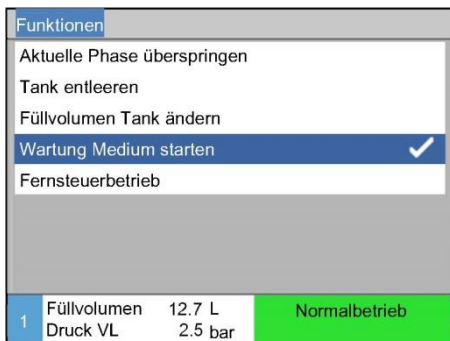 Funktionen
Aktuelle Phase überspringen
Tank entleeren
Füllvolumen Tank ändern
Wartung Medium starten
Fernsteuerbetrieb
1
Füllvolumen 12.7 L
Druck VL 2.5 bar
Normalbetrieb